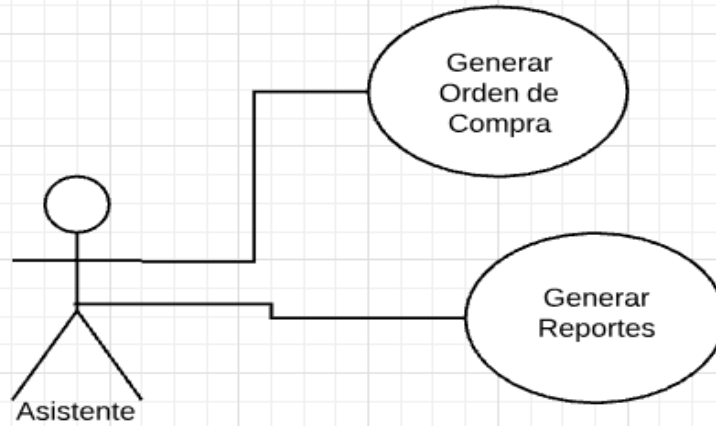 Generar
Orden de
Compra
Generar
Reportes
Asistente